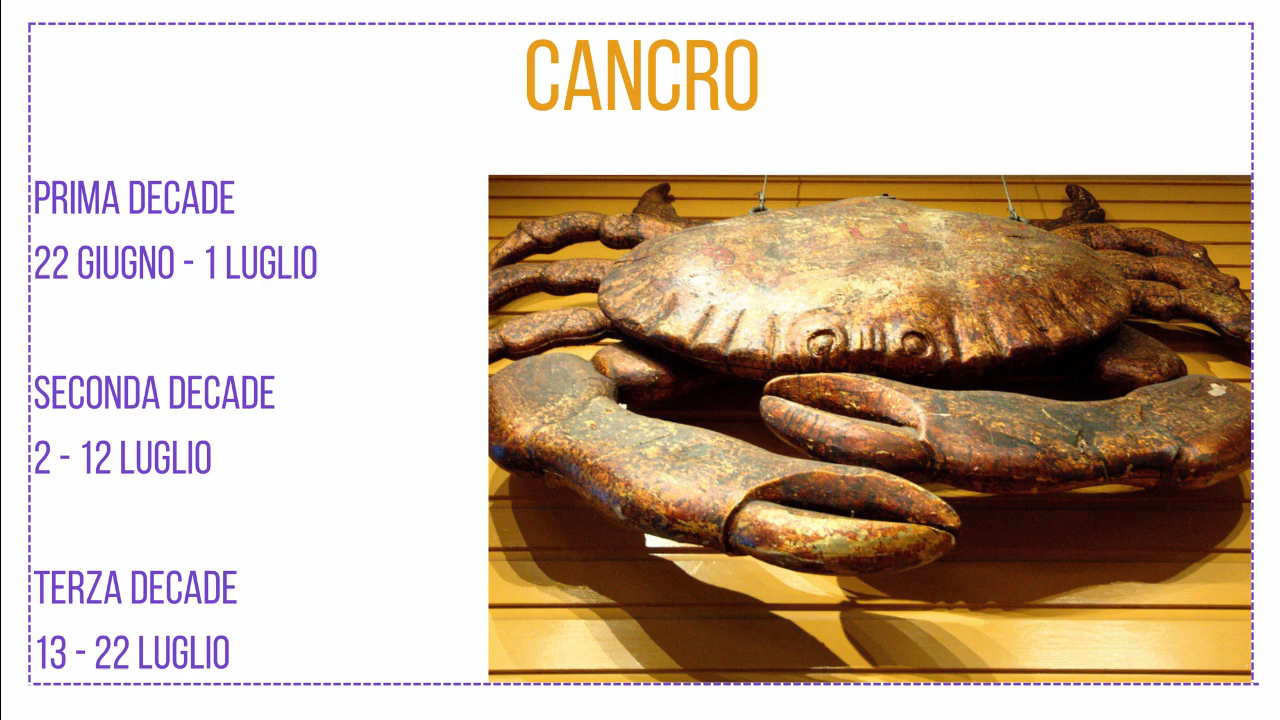 CANCRO
PRIMA DECADE
22 GIUGNO - 1 LUGLIO
SECONDA DECADE
2 - 12 LUGLIO
TERZA DECADE
13 - 22 LUGLIO